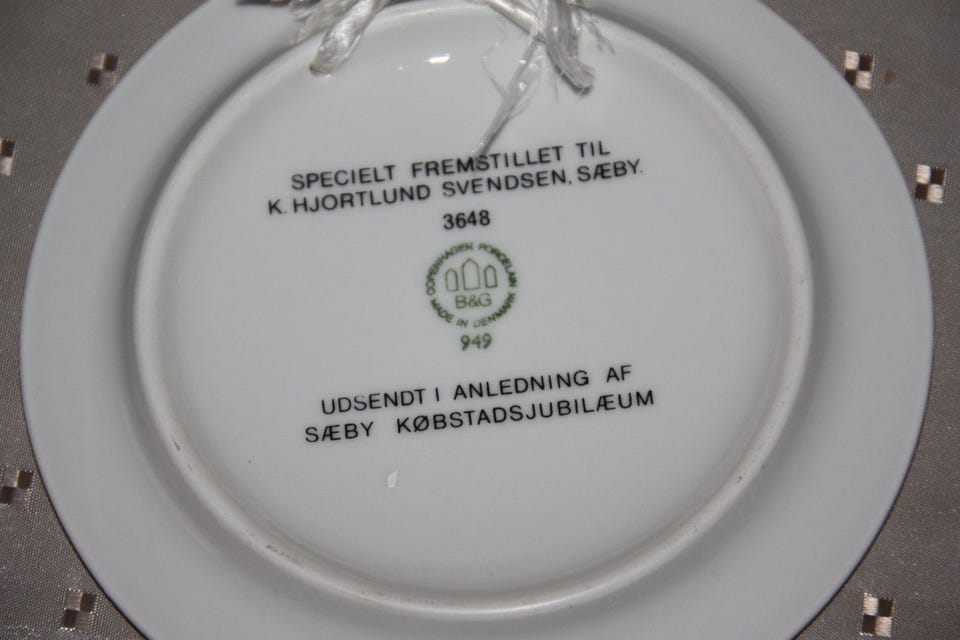 SPECIELT FREMSTILLET TIL
K. HJORTLUND SVENDSEN, SÆBY.
3648
COPENHAGEN PORCELAIN
B&G
MADE IN DENMARK
949
UDSENDT I ANLEDNING AF
SÆBY KØBSTADSJUBILÆUM